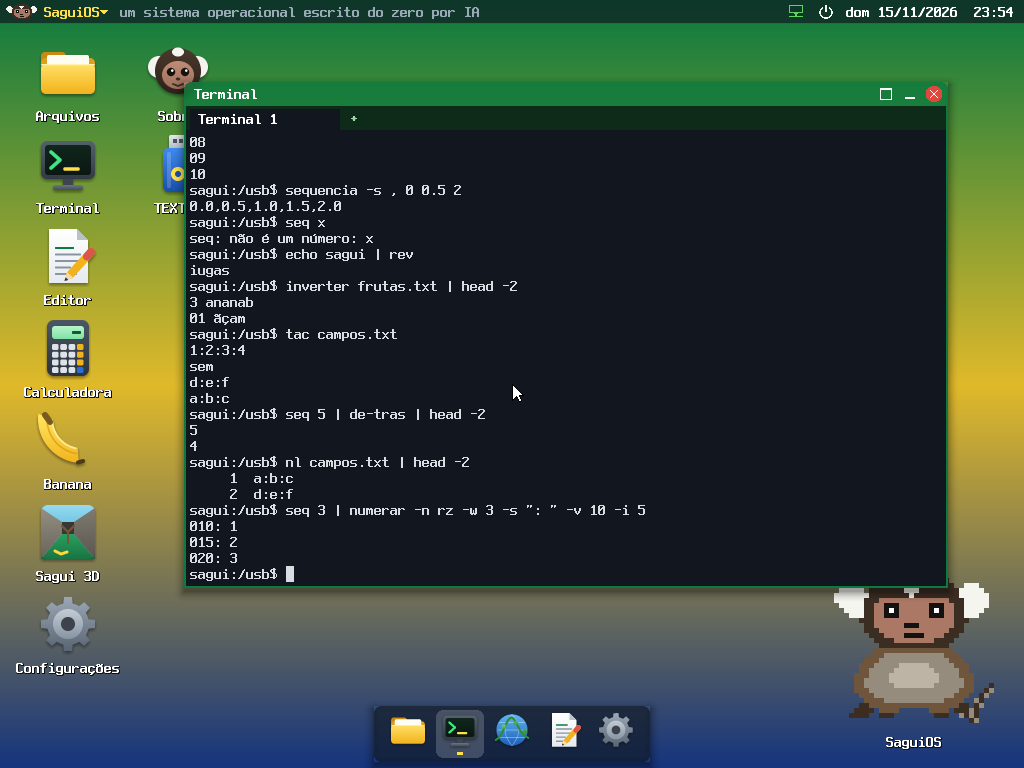 SaguiOS um sistema operacional escrito do zero por IA dom 15/11/2026 23:54
Arquivos
Terminal
Editor
Calculadora
Banana
Sagui 3D
Configurações
Terminal
Terminal 1 +
08
09
10
sagui:/usb$ sequencia -s , 0 0.5 2
0.0,0.5,1.0,1.5,2.0
sagui:/usb$ seq x
seq: não é um número: x
sagui:/usb$ echo sagui | rev
iugas
sagui:/usb$ inverter frutas.txt | head -2
3 ananab
01 ãçam
sagui:/usb$ tac campos.txt
1:2:3:4
sem
d:e:f
a:b:c
sagui:/usb$ seq 5 | de-tras | head -2
5
4
sagui:/usb$ nl campos.txt | head -2
1 a:b:c
2 d:e:f
sagui:/usb$ seq 3 | numerar -n rz -w 3 -s ": " -v 10 -i 5
010: 1
015: 2
020: 3
sagui:/usb$
SaguiOS